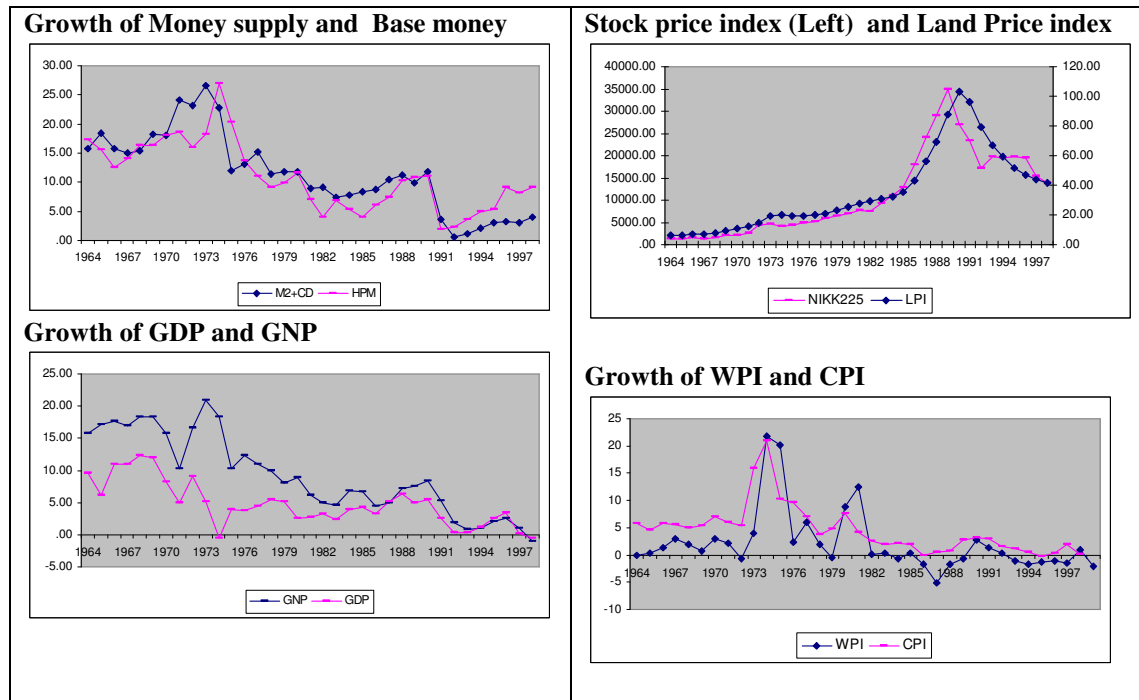 Growth of Money supply and Base money
30.00
25.00
20.00
15.00
10.00
5.00
.00
1964 1967 1970 1973 1976 1979 1982 1985 1988 1991 1994 1997
M2+CD HPM
Growth of GDP and GNP
25.00
20.00
15.00
10.00
5.00
.00
1964 1967 1970 1973 1976 1979 1982 1985 1988 1991 1994 1997
-5.00
GNP GDP
Stock price index (Left) and Land Price index
40000.00 120.00
35000.00 100.00
30000.00
25000.00 80.00
20000.00 60.00
15000.00 40.00
10000.00
5000.00 20.00
.00 .00
1964 1967 1970 1973 1976 1979 1982 1985 1988 1991 1994 1997
NIKK225 LPI
Growth of WPI and CPI
25
20
15
10
5
0
1964 1967 1970 1973 1976 1979 1982 1985 1988 1991 1994 1997
-5
-10
WPI CPI